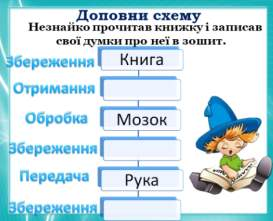 Доповни схему
Незнайко прочитав книжку і записав
свої думки про неї в зошит.
Збереження Книга
Отримання
Обробка Мозок
Збереження
Передача Рука
Збереження